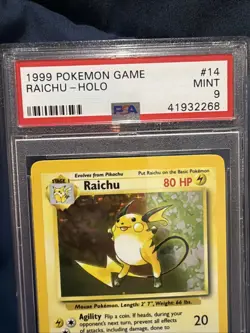 1999 POKEMON GAME #14
RAICHU - HOLO MINT
9
PSA
41932268
Evolves from Pikachu Put Raichu on the Basic Pokémon
STAGE 1
Raichu 80 HP
Mouse Pokémon. Length: 2' 7", Weight: 66 lbs.
Agility Flip a coin. If heads, during your
opponent's next turn, prevent all effects of 20
attacks, including damage, done to